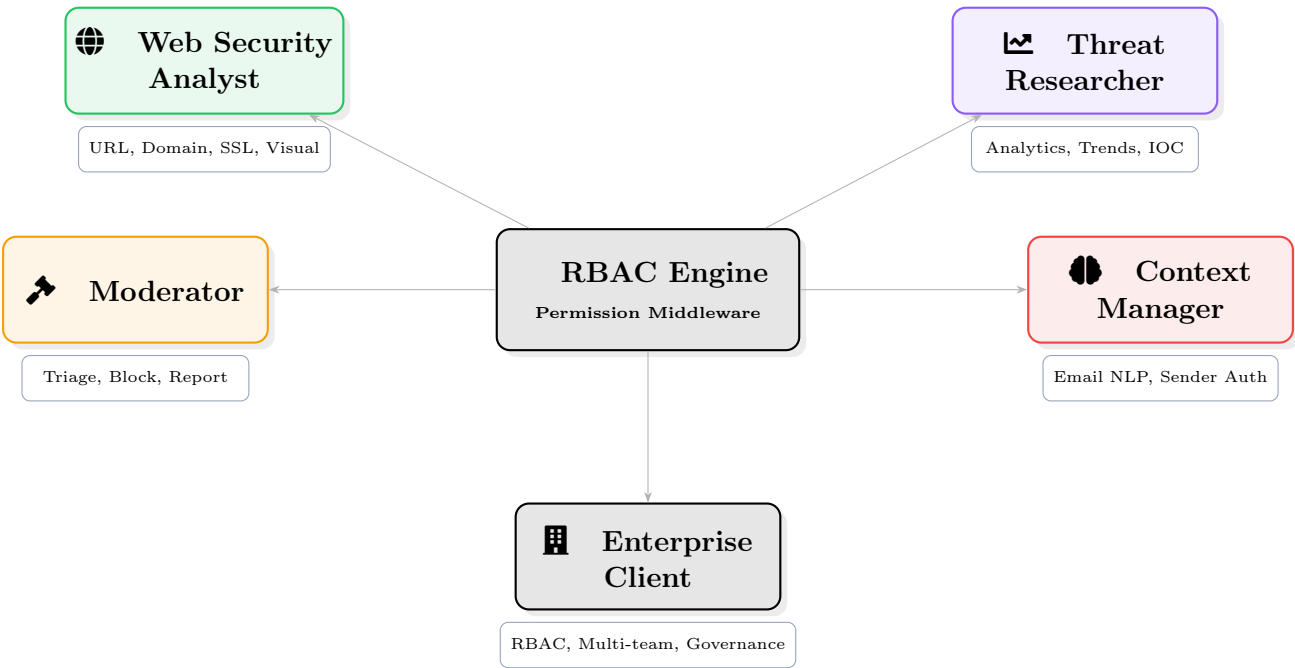 Web Security
Analyst
URL, Domain, SSL, Visual
Threat
Researcher
Analytics, Trends, IOC
Moderator
Triage, Block, Report
RBAC Engine
Permission Middleware
Context
Manager
Email NLP, Sender Auth
Enterprise
Client
RBAC, Multi-team, Governance